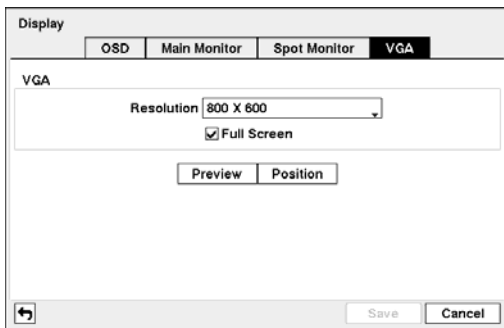 Display
OSD Main Monitor Spot Monitor VGA
VGA
Resolution 800 X 600
Full Screen
Preview Position
Save Cancel